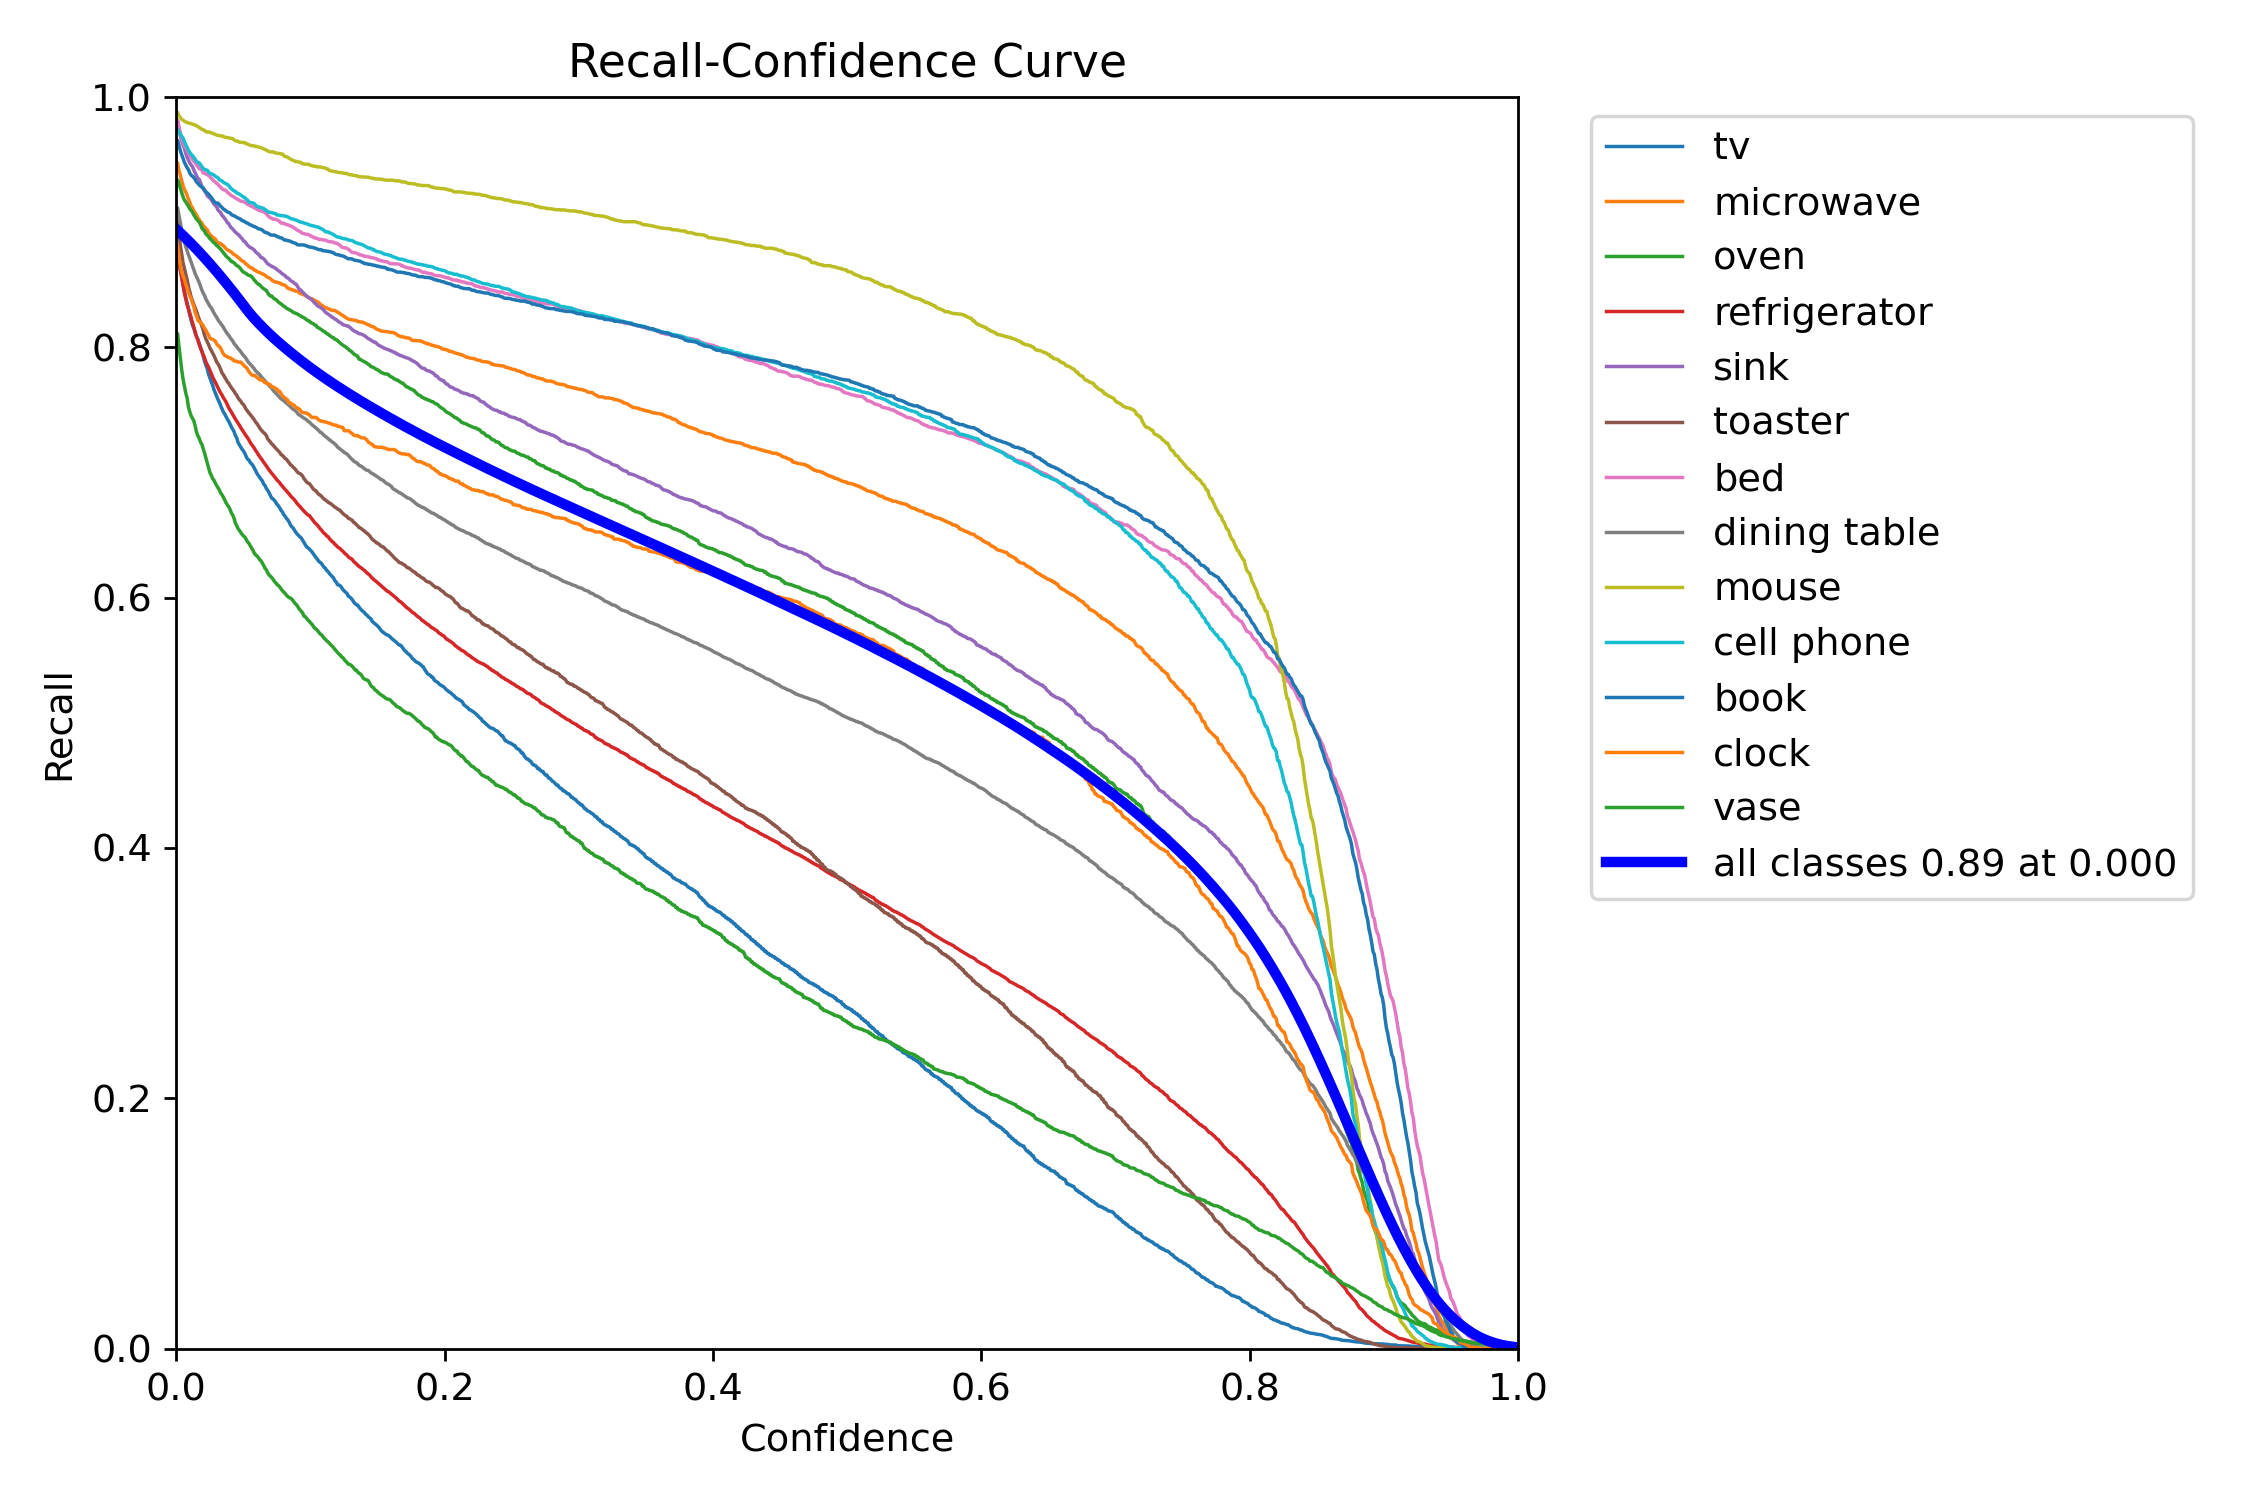 Recall-Confidence Curve
1.0
0.8
0.6
0.4
0.2
0.0
Recall
0.0 0.2 0.4 0.6 0.8 1.0
Confidence
tv
microwave
oven
refrigerator
sink
toaster
bed
dining table
mouse
cell phone
book
clock
vase
all classes 0.89 at 0.000